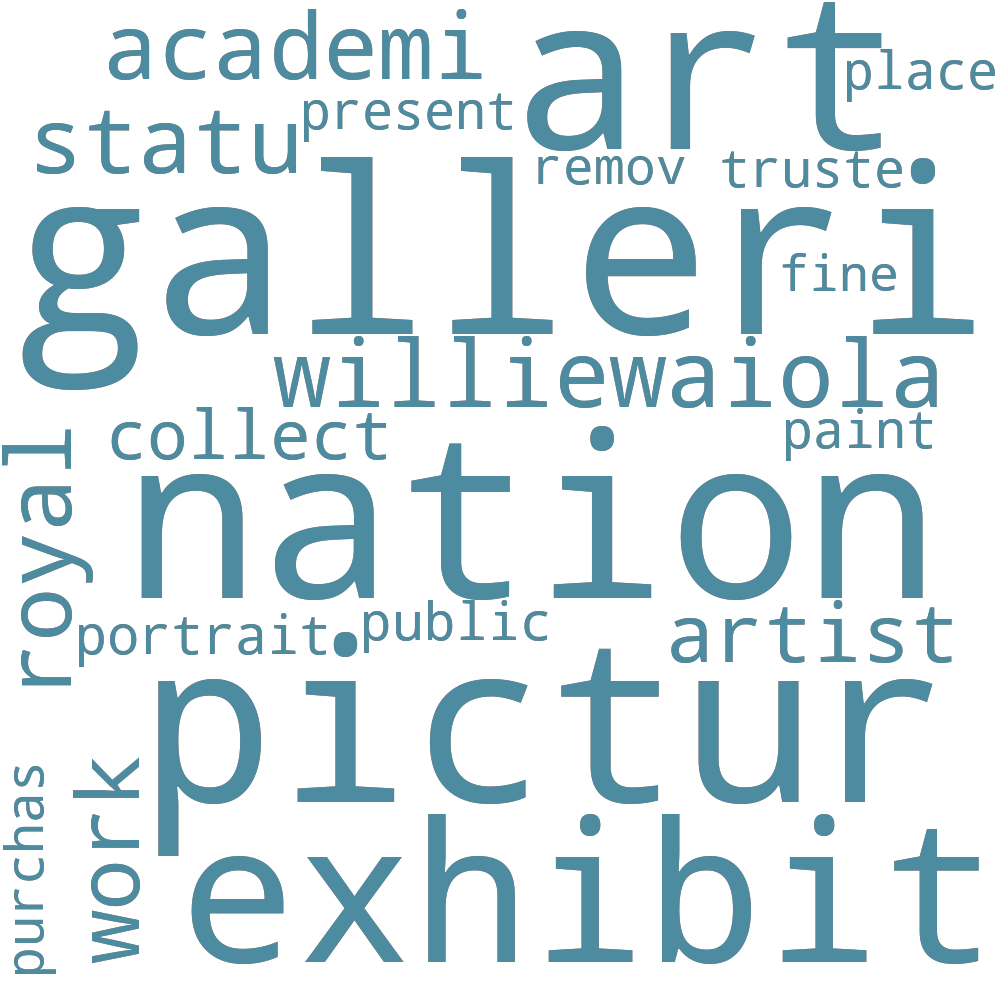 academi
art
place
present
statu
remov
truste
galleri
fine
williewaiola
collect
paint
royal
nation
portrait
public
artist
pictur
purchas
work
exhibit